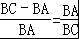 BC − BA / BA = BA / BC